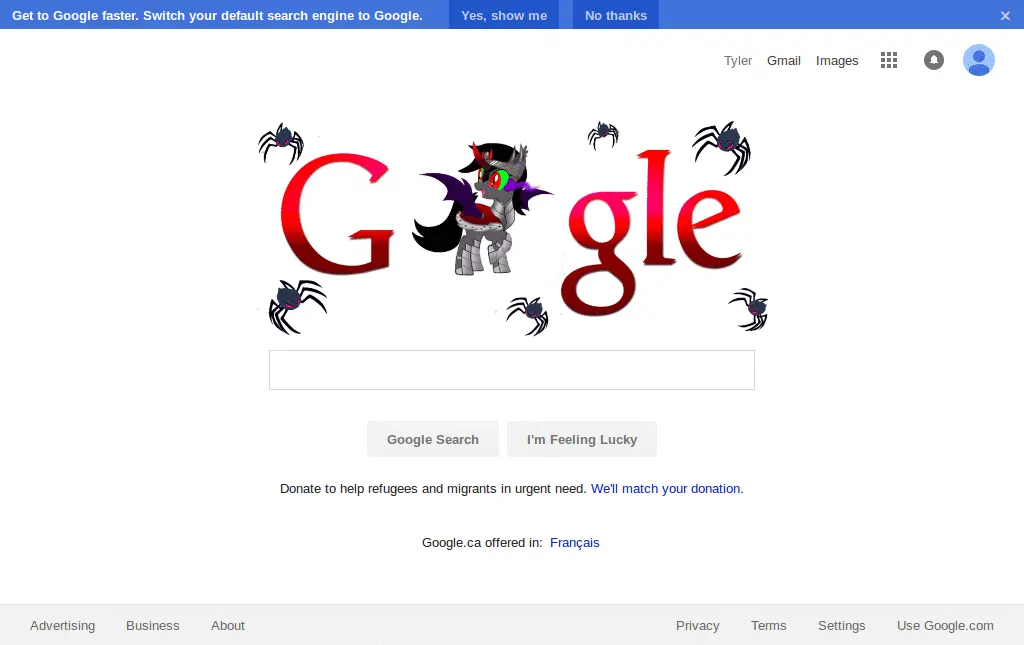 Get to Google faster. Switch your default search engine to Google. Yes, show me No thanks ×
Tyler Gmail Images
G gle
Google Search I'm Feeling Lucky
Donate to help refugees and migrants in urgent need. We'll match your donation.
Google.ca offered in: Français
Advertising Business About Privacy Terms Settings Use Google.com